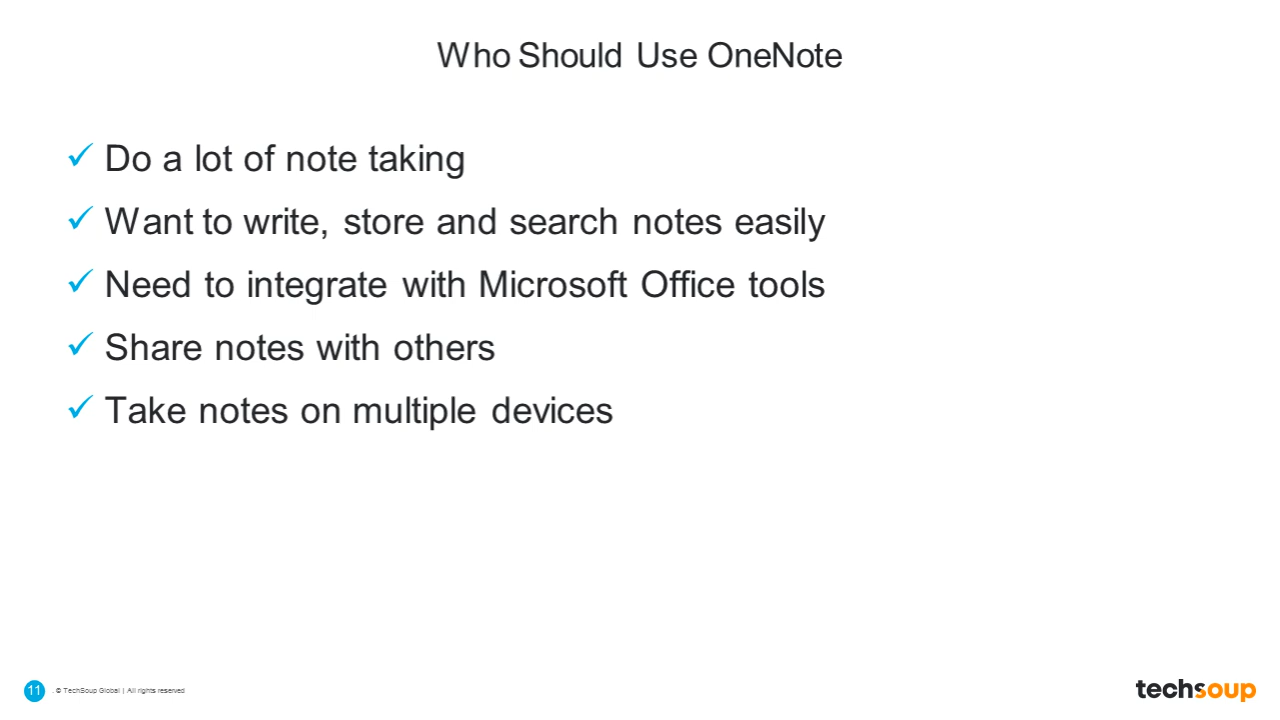 Who Should Use OneNote
✓ Do a lot of note taking
✓ Want to write, store and search notes easily
✓ Need to integrate with Microsoft Office tools
✓ Share notes with others
✓ Take notes on multiple devices
11 . © TechSoup Global | All rights reserved
techsoup